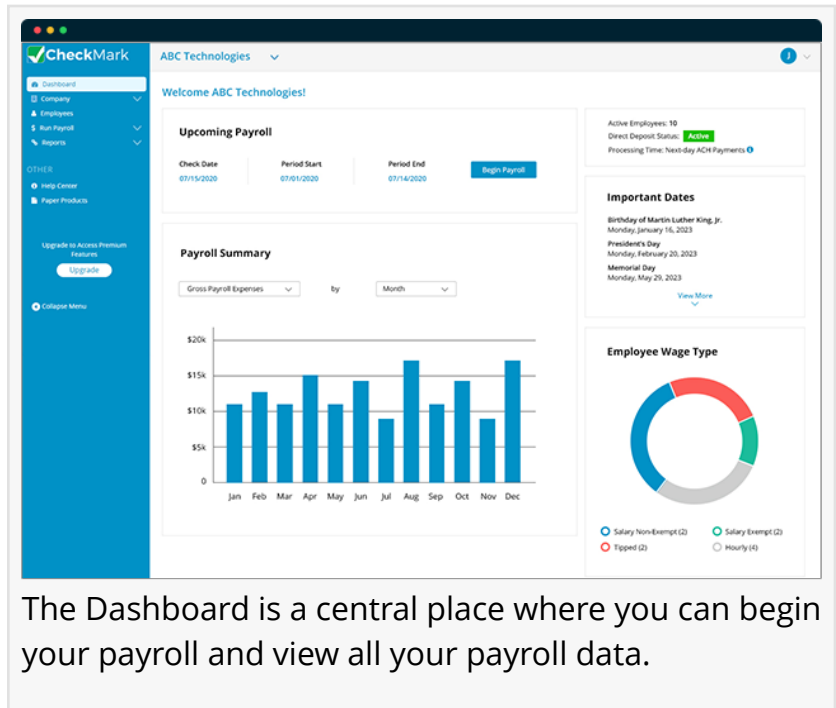 CheckMark
ABC Technologies
J
Dashboard
Company
Employees
$ Run Payroll
Reports
OTHER
Help Center
Paper Products
Upgrade to Access Premium
Features
Upgrade
Collapse Menu
Welcome ABC Technologies!
Upcoming Payroll
Check Date Period Start Period End
07/15/2020 07/01/2020 07/14/2020
Begin Payroll
Active Employees: 10
Direct Deposit Status: Active
Processing Time: Next-day ACH Payments
Important Dates
Birthday of Martin Luther King, Jr.
Monday, January 16, 2023
President's Day
Monday, February 20, 2023
Memorial Day
Monday, May 29, 2023
View More
Payroll Summary
Gross Payroll Expenses by Month
$20k
$15k
$10k
$5k
0
Jan Feb Mar Apr May Jun Jul Aug Sep Oct Nov Dec
Employee Wage Type
Salary Non-Exempt (2) Salary Exempt (2)
Tipped (2) Hourly (4)
The Dashboard is a central place where you can begin
your payroll and view all your payroll data.